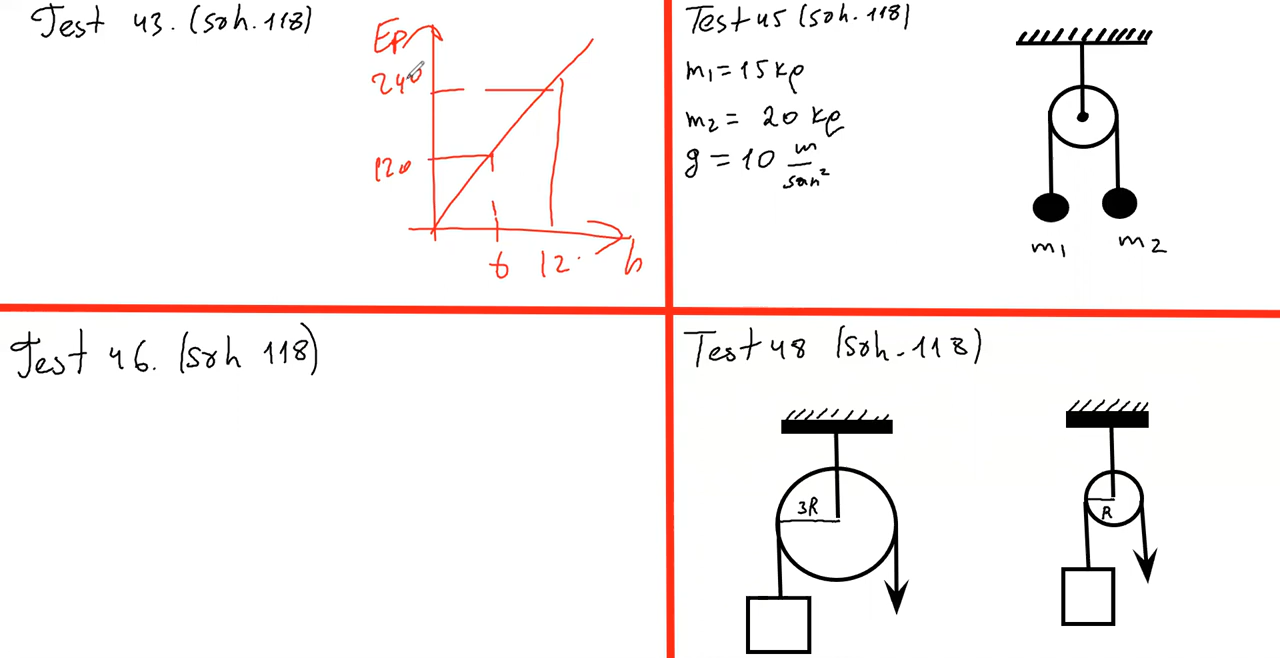 Test 43. (səh. 118)
Ep
240
120
6 12 h
Test 45 (səh. 118)
m₁ = 15 kq
m₂ = 20 kq
g = 10 m/san²
m₁ m₂
Test 46. (səh 118)
Test 48 (səh. 118)
3R
R